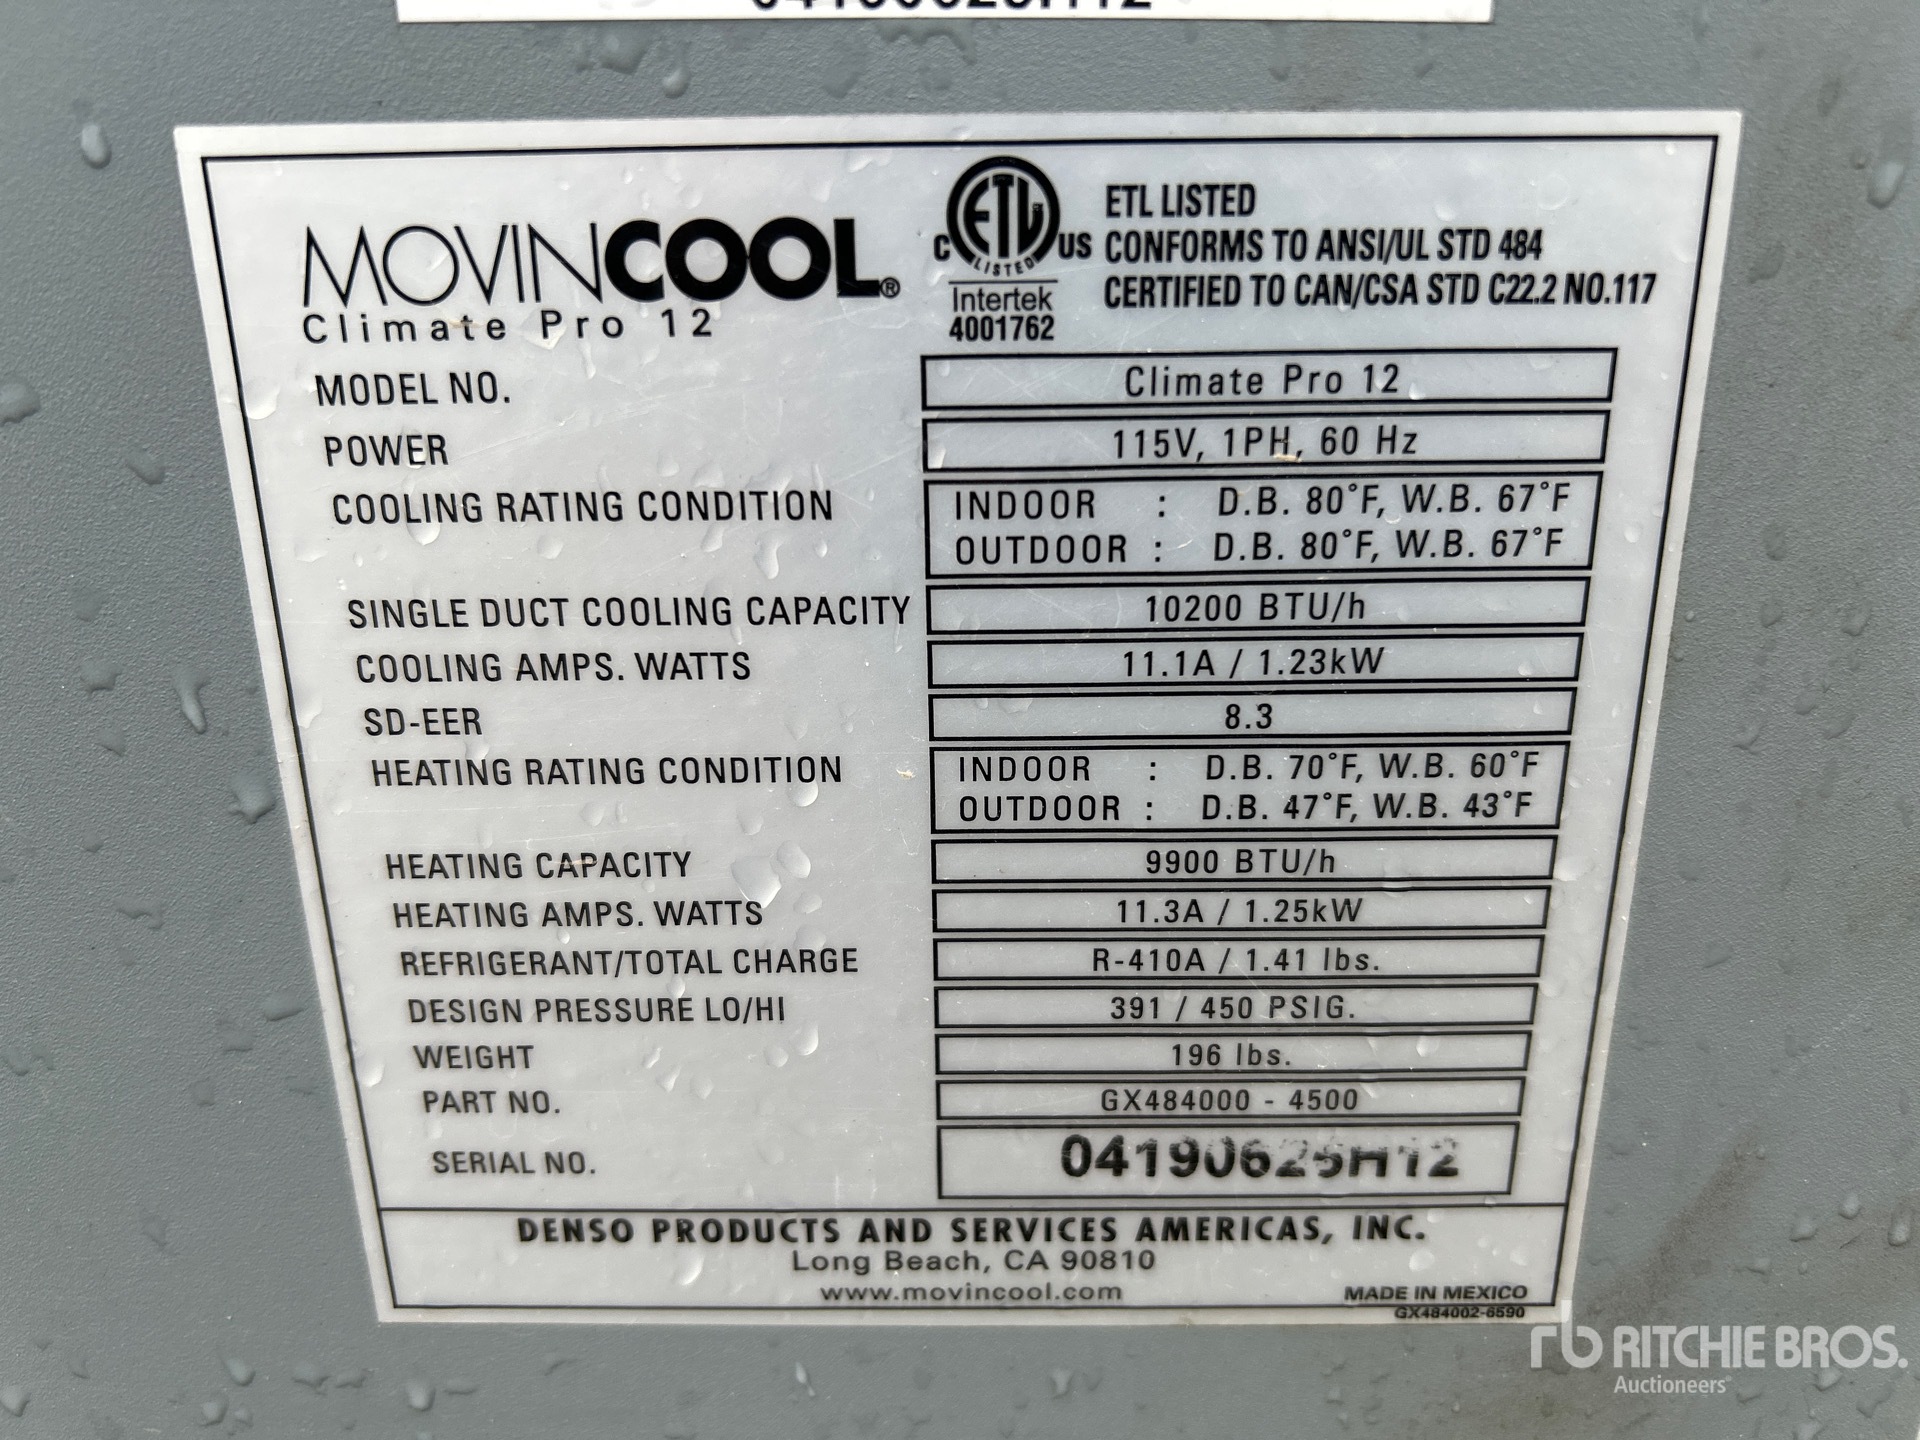 MOVINCOOL®
Climate Pro 12
C ETL LISTED US
Intertek
4001762
ETL LISTED
CONFORMS TO ANSI/UL STD 484
CERTIFIED TO CAN/CSA STD C22.2 NO.117
MODEL NO. Climate Pro 12
POWER 115V, 1PH, 60 Hz
COOLING RATING CONDITION INDOOR : D.B. 80°F, W.B. 67°F
OUTDOOR : D.B. 80°F, W.B. 67°F
SINGLE DUCT COOLING CAPACITY 10200 BTU/h
COOLING AMPS. WATTS 11.1A / 1.23kW
SD-EER 8.3
HEATING RATING CONDITION INDOOR : D.B. 70°F, W.B. 60°F
OUTDOOR : D.B. 47°F, W.B. 43°F
HEATING CAPACITY 9900 BTU/h
HEATING AMPS. WATTS 11.3A / 1.25kW
REFRIGERANT/TOTAL CHARGE R-410A / 1.41 lbs.
DESIGN PRESSURE LO/HI 391 / 450 PSIG.
WEIGHT 196 lbs.
PART NO. GX484000 - 4500
SERIAL NO. 04190625H12
DENSO PRODUCTS AND SERVICES AMERICAS, INC.
Long Beach, CA 90810
www.movincool.com
MADE IN MEXICO
GX484002-6590
rb RITCHIE BROS.
Auctioneers